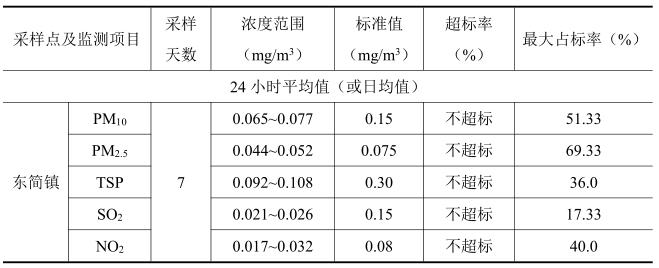 采样点及监测项目 采样天数 浓度范围（mg/m³） 标准值（mg/m³） 超标率（%） 最大占标率（%）
24 小时平均值（或日均值）
东简镇 PM₁₀ 7 0.065~0.077 0.15 不超标 51.33
PM₂.₅ 0.044~0.052 0.075 不超标 69.33
TSP 0.092~0.108 0.30 不超标 36.0
SO₂ 0.021~0.026 0.15 不超标 17.33
NO₂ 0.017~0.032 0.08 不超标 40.0